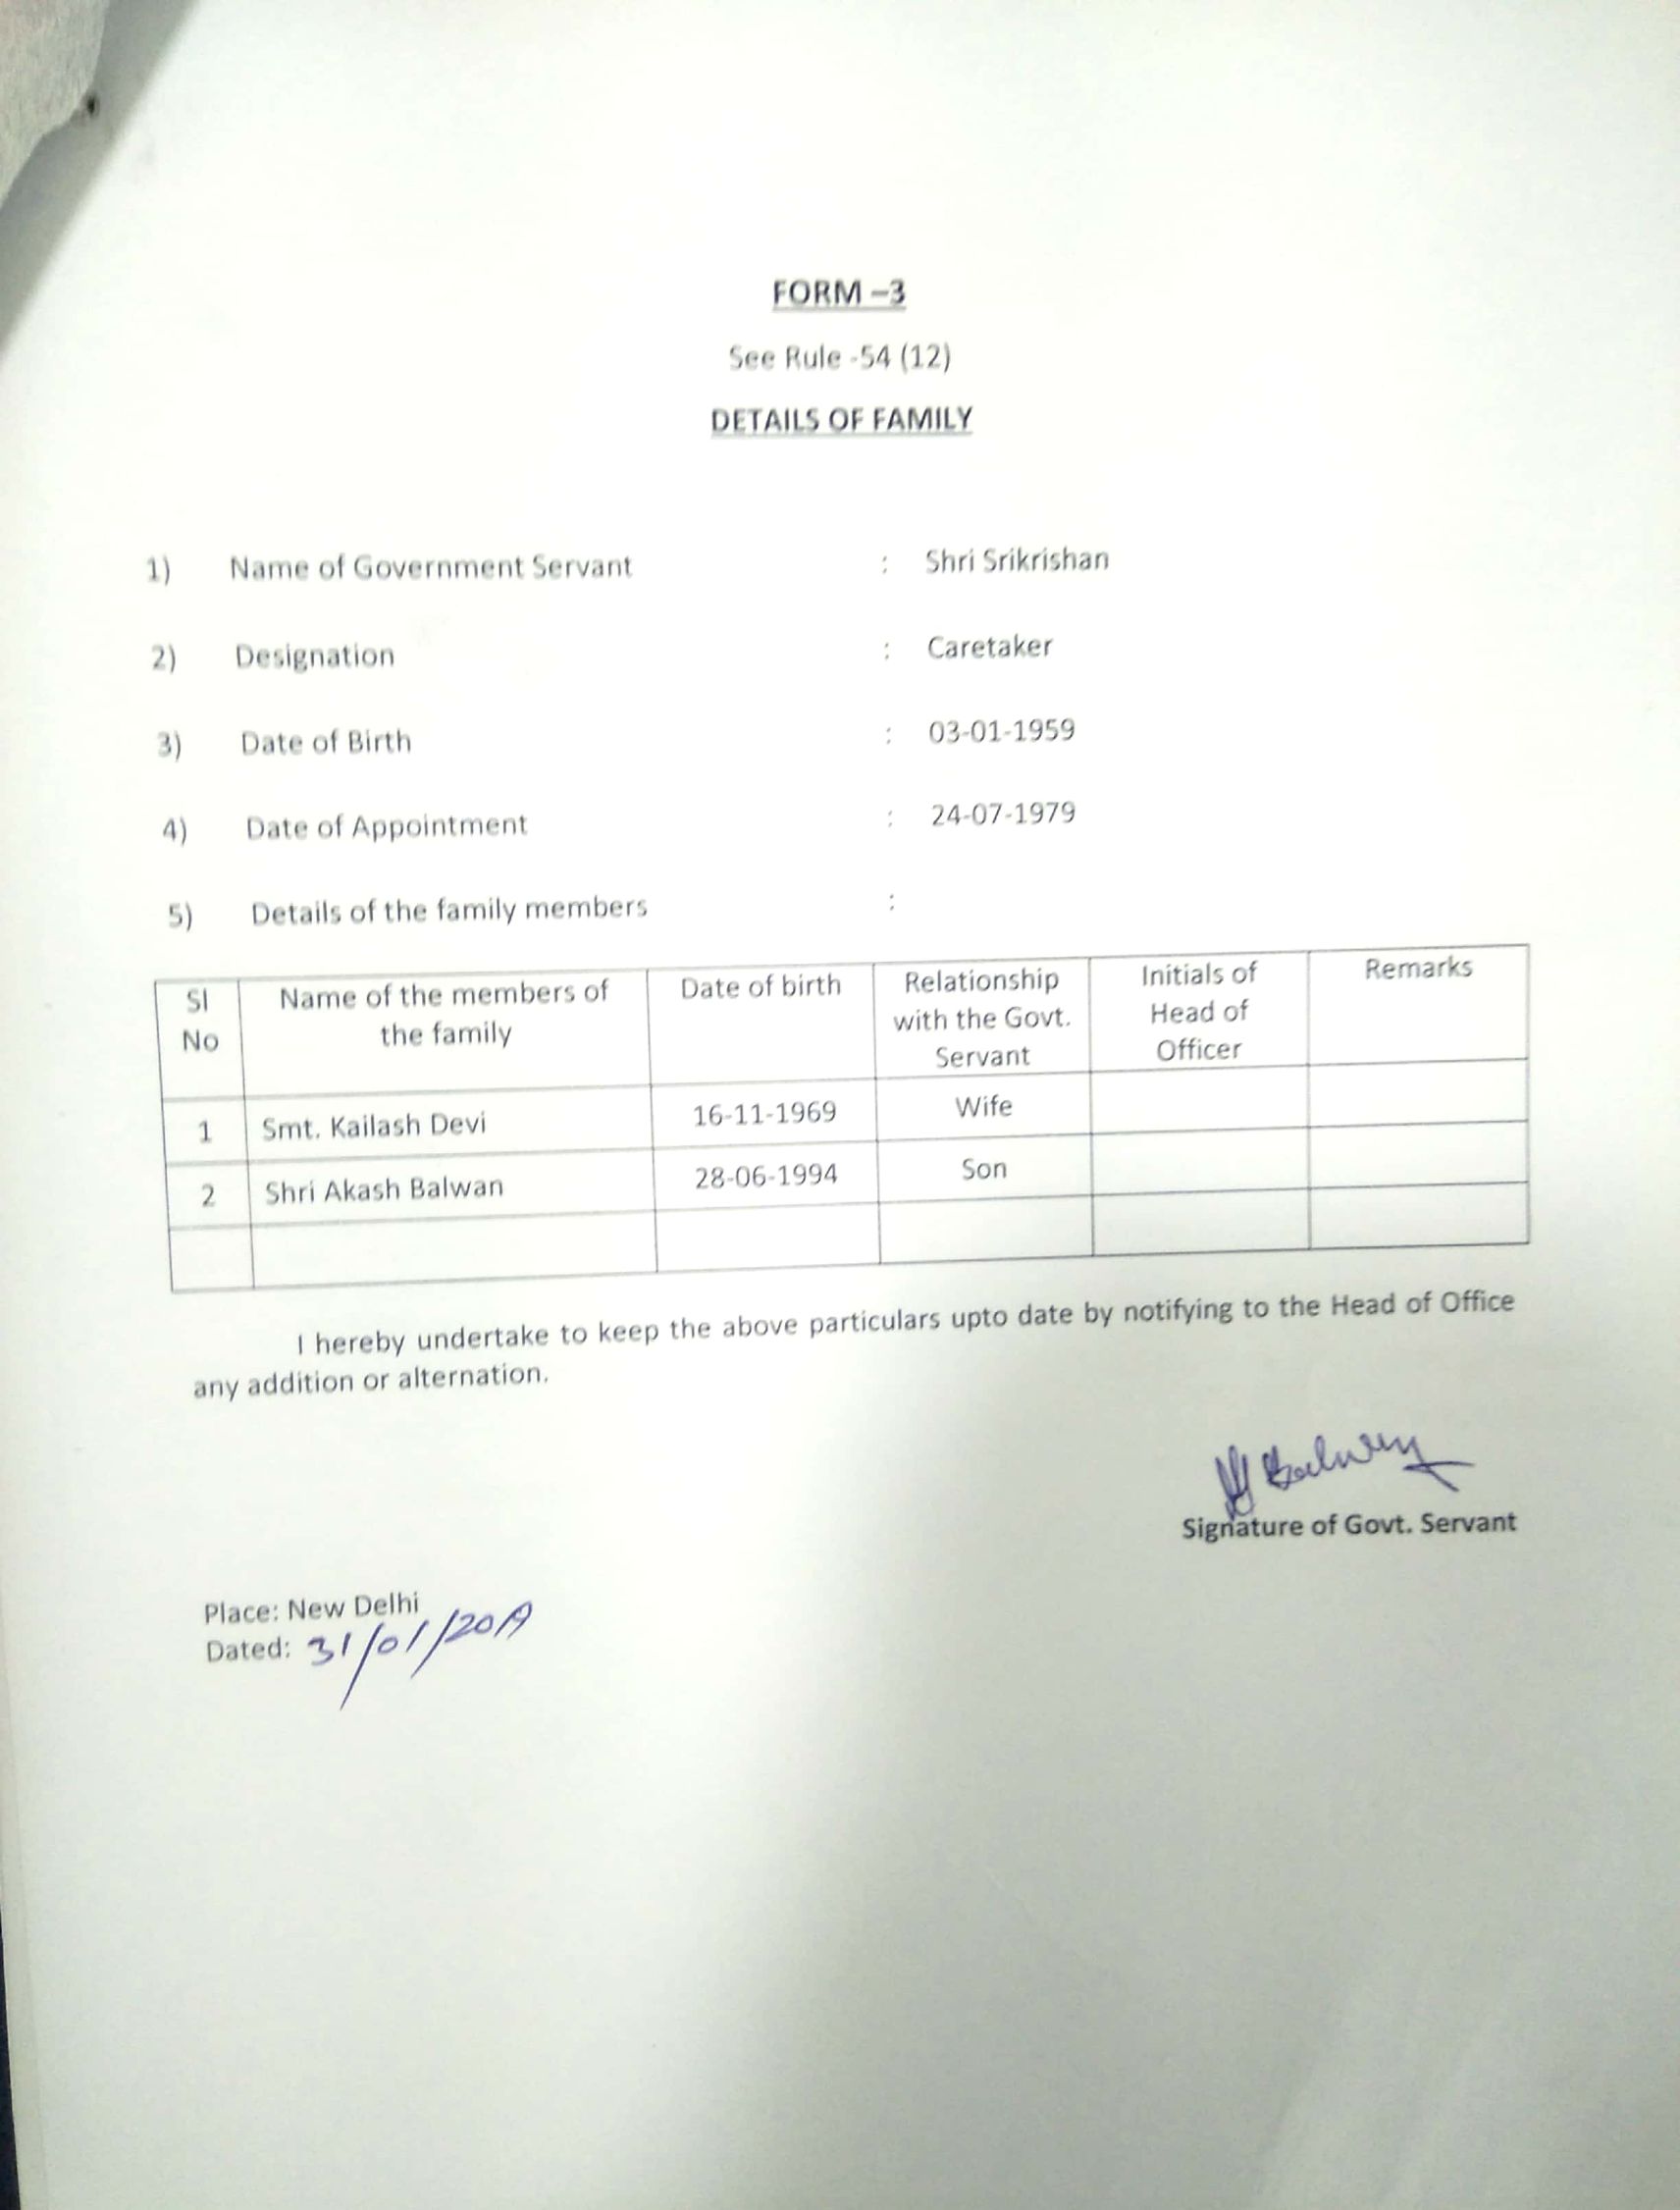 FORM –3
See Rule -54 (12)
DETAILS OF FAMILY
1) Name of Government Servant : Shri Srikrishan
2) Designation : Caretaker
3) Date of Birth : 03-01-1959
4) Date of Appointment : 24-07-1979
5) Details of the family members :
Sl No Name of the members of the family Date of birth Relationship with the Govt. Servant Initials of Head of Officer Remarks
1 Smt. Kailash Devi 16-11-1969 Wife
2 Shri Akash Balwan 28-06-1994 Son
I hereby undertake to keep the above particulars upto date by notifying to the Head of Office
any addition or alternation.
Signature of Govt. Servant
Place: New Delhi
Dated: 31/01/2019